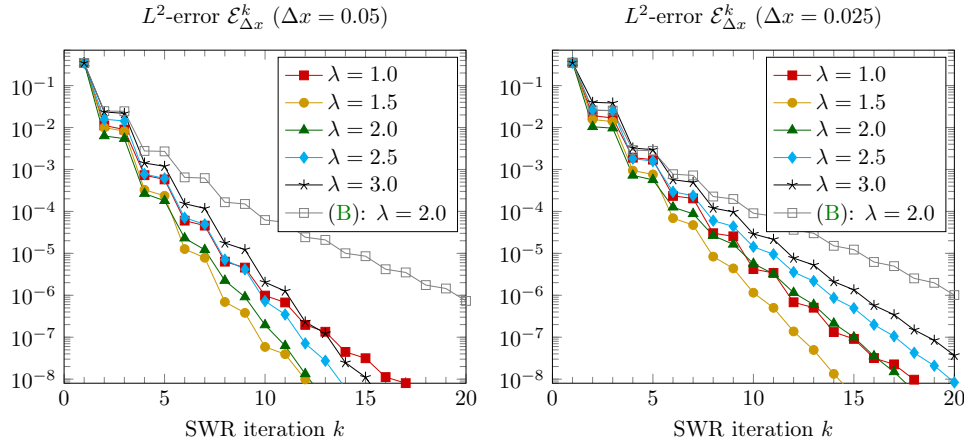 L²-error ℰ^k_Δx (Δx = 0.05)
10⁻¹
10⁻²
10⁻³
10⁻⁴
10⁻⁵
10⁻⁶
10⁻⁷
10⁻⁸
0
5
10
15
20
SWR iteration k
λ = 1.0
λ = 1.5
λ = 2.0
λ = 2.5
λ = 3.0
(B): λ = 2.0
L²-error ℰ^k_Δx (Δx = 0.025)
10⁻¹
10⁻²
10⁻³
10⁻⁴
10⁻⁵
10⁻⁶
10⁻⁷
10⁻⁸
0
5
10
15
20
SWR iteration k
λ = 1.0
λ = 1.5
λ = 2.0
λ = 2.5
λ = 3.0
(B): λ = 2.0